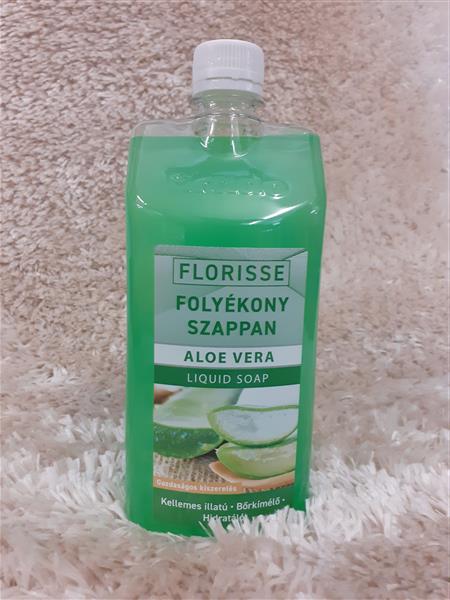 FLORISSE
FOLYÉKONY
SZAPPAN
ALOE VERA
LIQUID SOAP
Gazdaságos kiszerelés
Kellemes illatú • Bőrkímélő •
Hidratáló